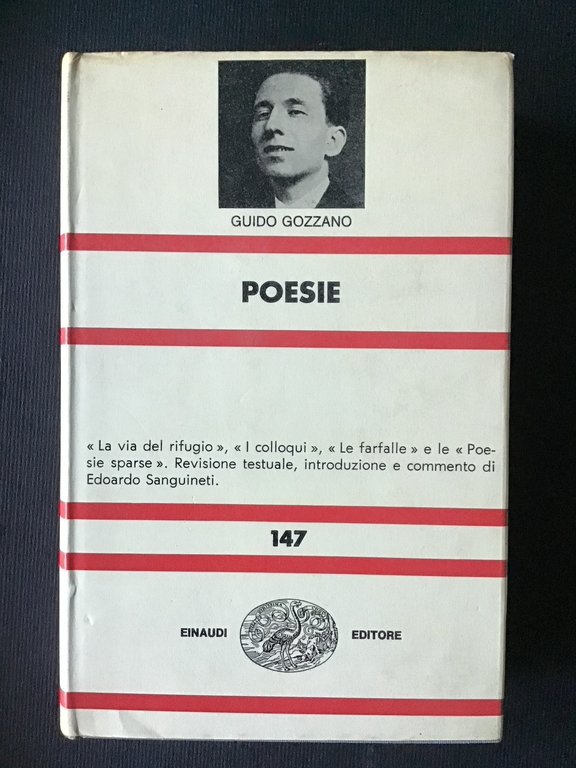 GUIDO GOZZANO
POESIE
« La via del rifugio », « I colloqui », « Le farfalle » e le « Poe-
sie sparse ». Revisione testuale, introduzione e commento di
Edoardo Sanguineti.
147
EINAUDI EDITORE